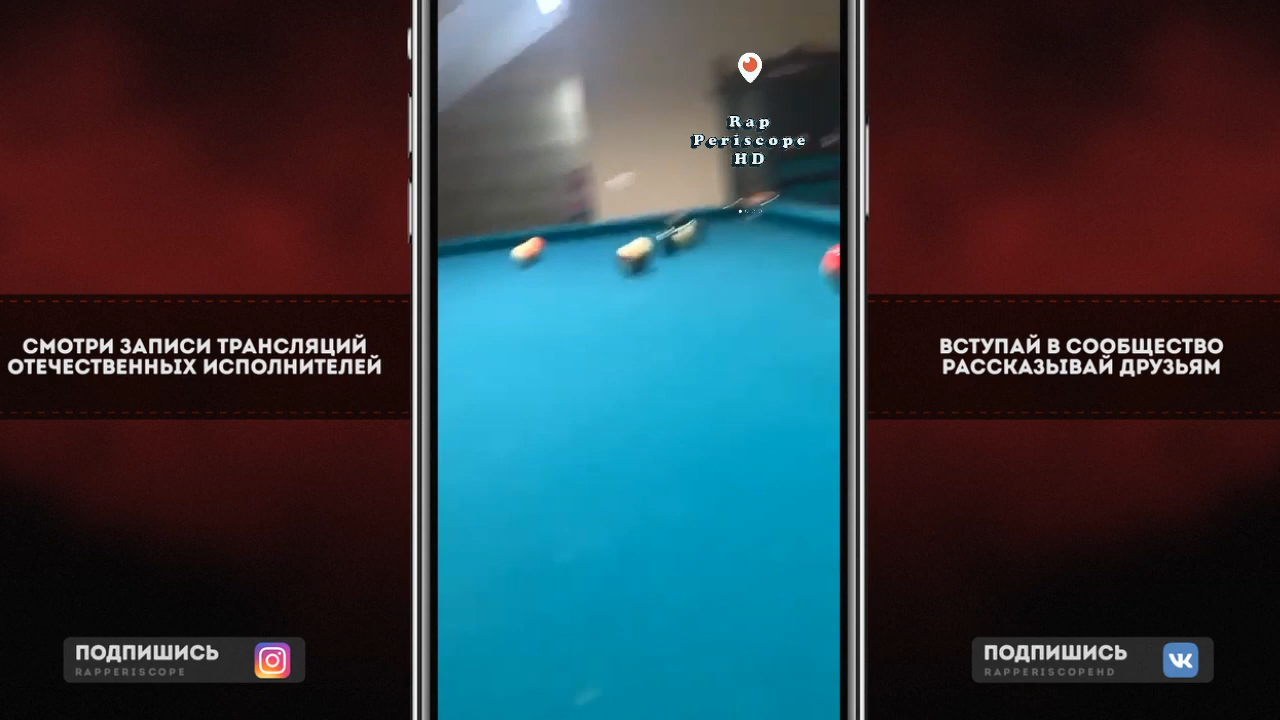 Rap
Periscope
HD
СМОТРИ ЗАПИСИ ТРАНСЛЯЦИЙ
ОТЕЧЕСТВЕННЫХ ИСПОЛНИТЕЛЕЙ
ВСТУПАЙ В СООБЩЕСТВО
РАССКАЗЫВАЙ ДРУЗЬЯМ
ПОДПИШИСЬ
RAPPERISCOPE
ПОДПИШИСЬ
RAPPERISCOPEHD